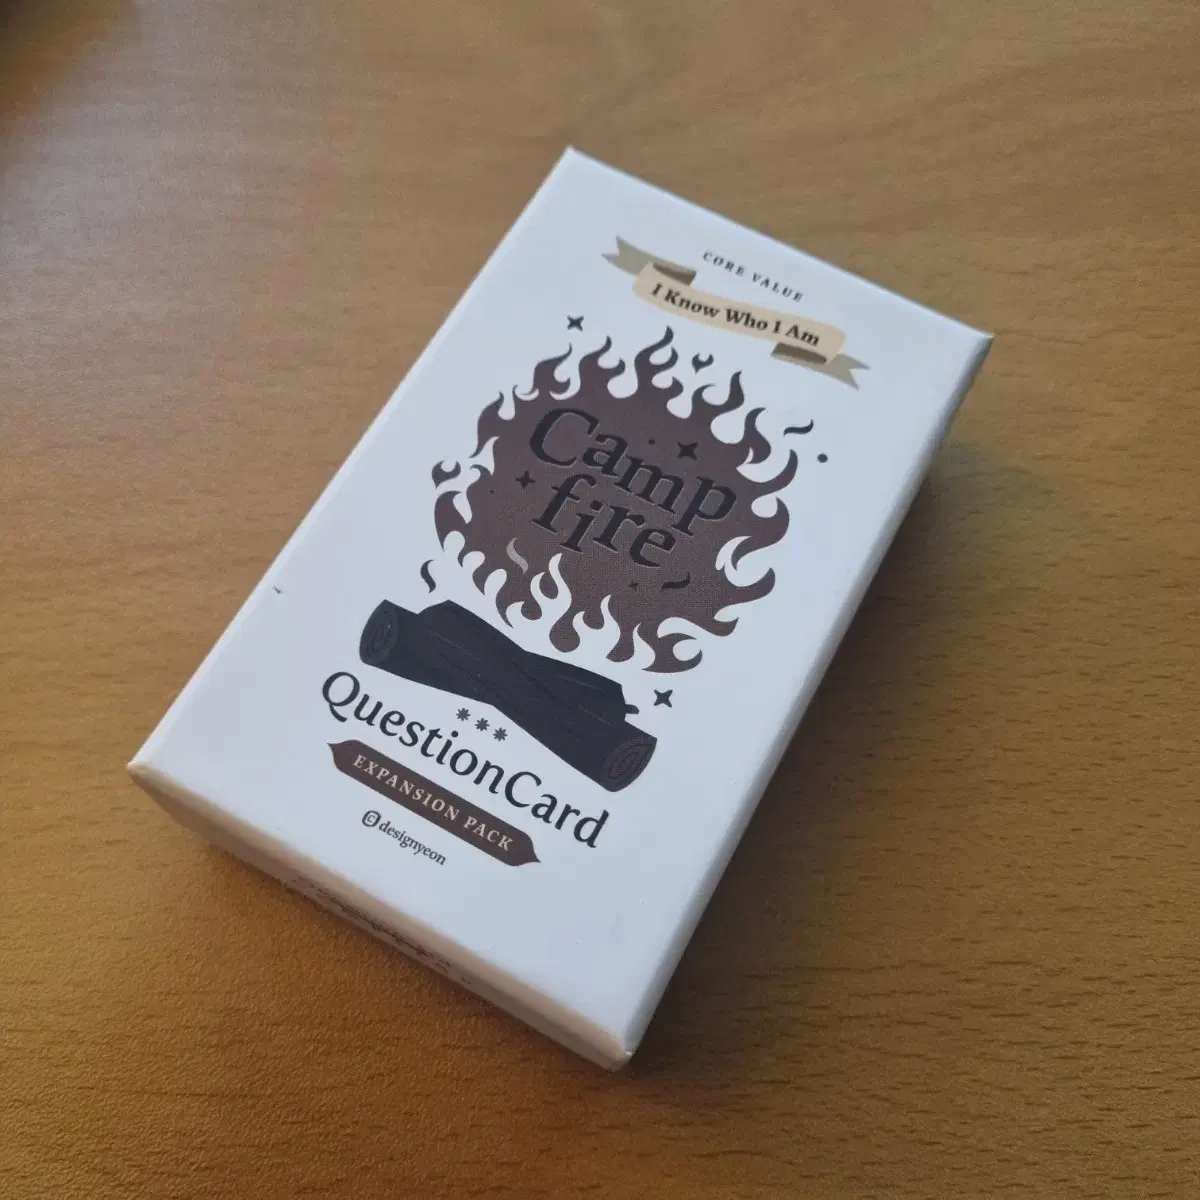 CORE VALUE
I Know Who I Am
Camp
fire
QuestionCard
EXPANSION PACK
© designyeon